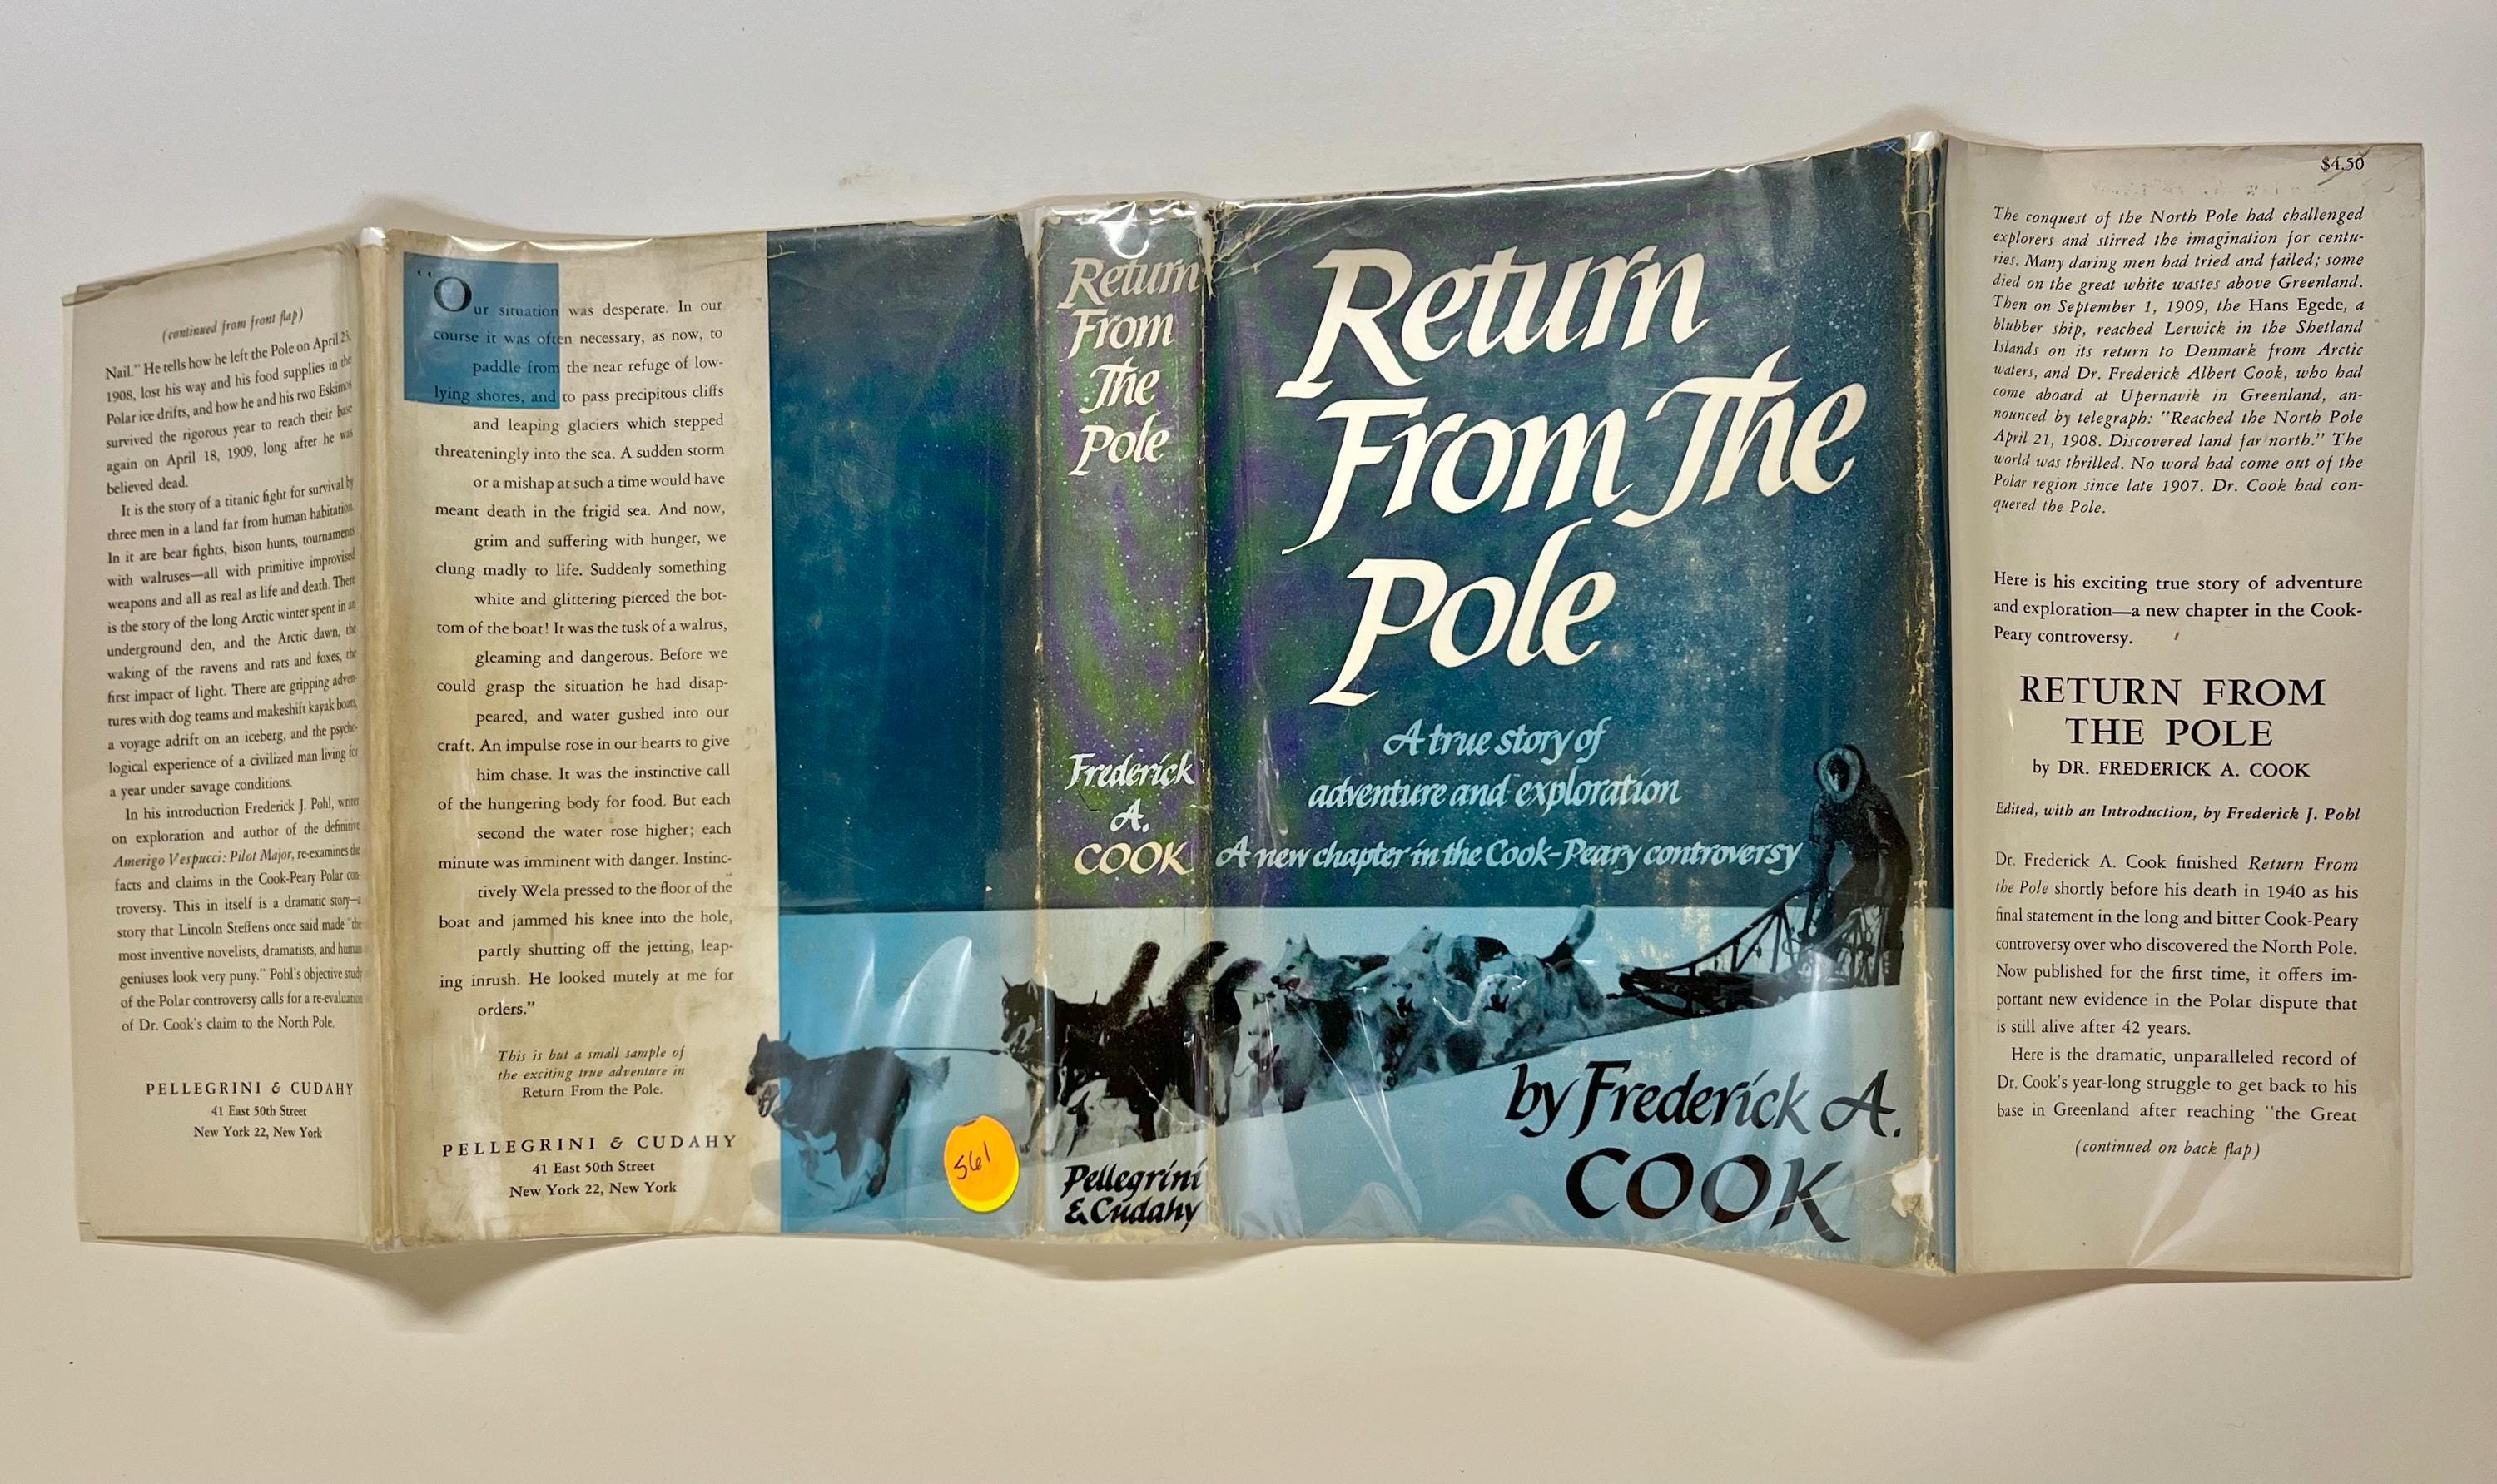 (continued from front flap)
Nail." He tells how he left the Pole on April 23,
1908, lost his way and his food supplies in the
Polar ice drifts, and how he and his two Eskimos
survived the rigorous year to reach their base
again on April 18, 1909, long after he was
believed dead.
It is the story of a titanic fight for survival by
three men in a land far from human habitation.
In it are bear fights, bison hunts, tournaments
with walruses—all with primitive improvised
weapons and all as real as life and death. There
is the story of the long Arctic winter spent in an
underground den, and the Arctic dawn, the
waking of the ravens and rats and foxes, the
first impact of light. There are gripping adven-
tures with dog teams and makeshift kayak boats,
a voyage adrift on an iceberg, and the psycho-
logical experience of a civilized man living for
a year under savage conditions.
In his introduction Frederick J. Pohl, writer
on exploration and author of the definitive
Amerigo Vespucci: Pilot Major, re-examines the
facts and claims in the Cook-Peary Polar con-
troversy. This in itself is a dramatic story—a
story that Lincoln Steffens once said made "the
most inventive novelists, dramatists, and human
geniuses look very puny." Pohl's objective study
of the Polar controversy calls for a re-evaluation
of Dr. Cook's claim to the North Pole.
PELLEGRINI & CUDAHY
41 East 50th Street
New York 22, New York
"Our situation was desperate. In our
course it was often necessary, as now, to
paddle from the near refuge of low-
lying shores, and to pass precipitous cliffs
and leaping glaciers which stepped
threateningly into the sea. A sudden storm
or a mishap at such a time would have
meant death in the frigid sea. And now,
grim and suffering with hunger, we
clung madly to life. Suddenly something
white and glittering pierced the bot-
tom of the boat! It was the tusk of a walrus,
gleaming and dangerous. Before we
could grasp the situation he had disap-
peared, and water gushed into our
craft. An impulse rose in our hearts to give
him chase. It was the instinctive call
of the hungering body for food. But each
second the water rose higher; each
minute was imminent with danger. Instinc-
tively Wela pressed to the floor of the
boat and jammed his knee into the hole,
partly shutting off the jetting, leap-
ing inrush. He looked mutely at me for
orders."
This is but a small sample of
the exciting true adventure in
Return From the Pole.
PELLEGRINI & CUDAHY
41 East 50th Street
New York 22, New York
561
Return
From
The
Pole
Frederick
A.
COOK
Pellegrini
& Cudahy
Return
From The
Pole
A true story of
adventure and exploration
A new chapter in the Cook-Peary controversy
by Frederick A.
COOK
$4.50
The conquest of the North Pole had challenged
explorers and stirred the imagination for centu-
ries. Many daring men had tried and failed; some
died on the great white wastes above Greenland.
Then on September 1, 1909, the Hans Egede, a
blubber ship, reached Lerwick in the Shetland
Islands on its return to Denmark from Arctic
waters, and Dr. Frederick Albert Cook, who had
come aboard at Upernavik in Greenland, an-
nounced by telegraph: "Reached the North Pole
April 21, 1908. Discovered land far north." The
world was thrilled. No word had come out of the
Polar region since late 1907. Dr. Cook had con-
quered the Pole.
Here is his exciting true story of adventure
and exploration—a new chapter in the Cook-
Peary controversy.
RETURN FROM
THE POLE
by DR. FREDERICK A. COOK
Edited, with an Introduction, by Frederick J. Pohl
Dr. Frederick A. Cook finished Return From
the Pole shortly before his death in 1940 as his
final statement in the long and bitter Cook-Peary
controversy over who discovered the North Pole.
Now published for the first time, it offers im-
portant new evidence in the Polar dispute that
is still alive after 42 years.
Here is the dramatic, unparalleled record of
Dr. Cook's year-long struggle to get back to his
base in Greenland after reaching "the Great
(continued on back flap)